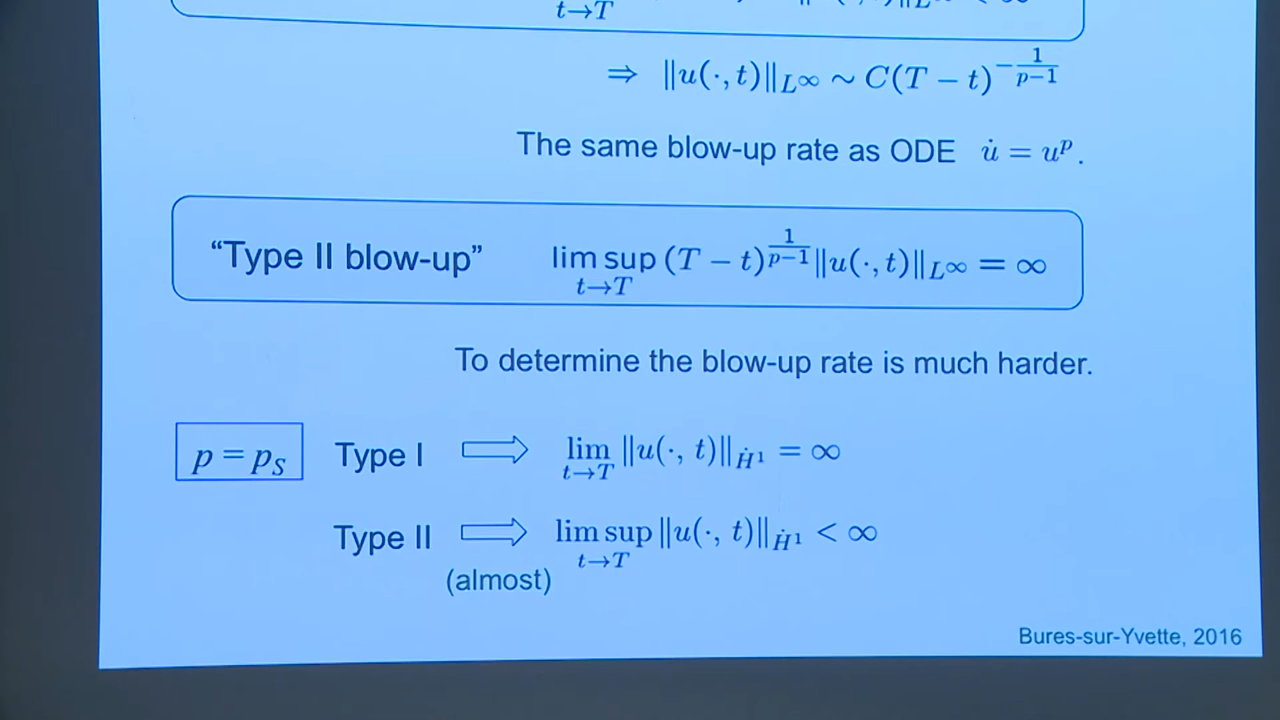 t→T
⇒ ‖u(·, t)‖_{L^∞} ∼ C(T − t)^{−\frac{1}{p−1}}
The same blow-up rate as ODE u̇ = u^p .
“Type II blow-up” lim sup_{t→T} (T − t)^{\frac{1}{p−1}} ‖u(·, t)‖_{L^∞} = ∞
To determine the blow-up rate is much harder.
p = p_S Type I ⇒ lim_{t→T} ‖u(·, t)‖_{Ḣ^1} = ∞
Type II ⇒ lim sup_{t→T} ‖u(·, t)‖_{Ḣ^1} < ∞
(almost)
Bures-sur-Yvette, 2016